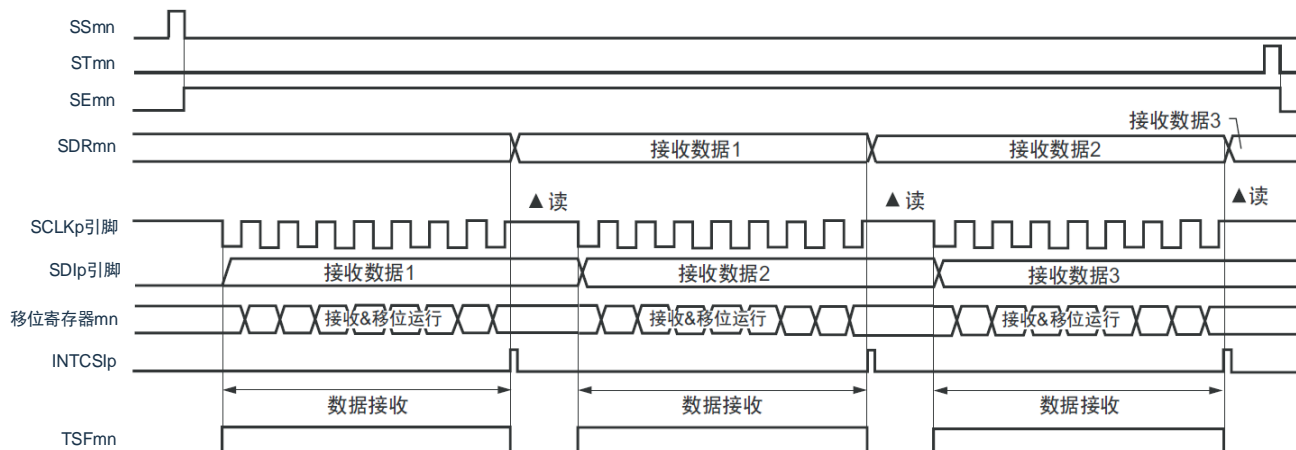 SSmn
STmn
SEmn
接收数据3
SDRmn 接收数据1 接收数据2
▲读 ▲读 ▲读
SCLKp引脚
SDIp引脚 接收数据1 接收数据2 接收数据3
移位寄存器mn 接收&移位运行 接收&移位运行 接收&移位运行
INTCSIp
数据接收 数据接收 数据接收
TSFmn